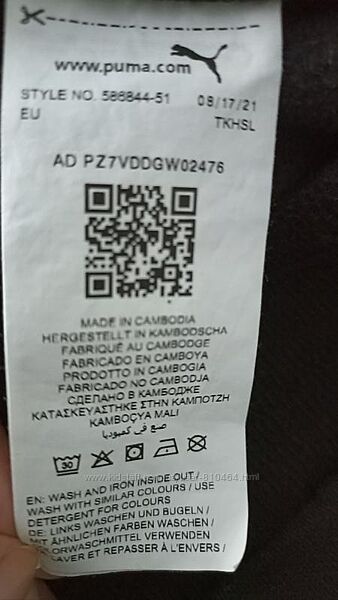 www.puma.com
STYLE NO. 588844-51 08/17/21
EU TKHSL
AD PZ7VDDGW02476
MADE IN CAMBODIA
HERGESTELLT IN KAMBODSCHA
FABRIQUÉ AU CAMBODGE
FABRICADO EN CAMBOYA
PRODOTTO IN CAMBOGIA
FABRICADO NO CAMBODJA
СДЕЛАНО В КАМБОДЖЕ
ΚΑΤΑΣΚΕΥΑΣΤΗΚΕ ΣΤΗΝ ΚΑΜΠΟΤΖΗ
KAMBOÇYA MALI
صنع في كمبوديا
30
EN: WASH AND IRON INSIDE OUT /
WASH WITH SIMILAR COLOURS / USE
DETERGENT FOR COLOURS
DE: LINKS WASCHEN UND BÜGELN /
MIT ÄHNLICHEN FARBEN WASCHEN /
COLORWASCHMITTEL VERWENDEN
LAVER ET REPASSER À L'ENVERS /